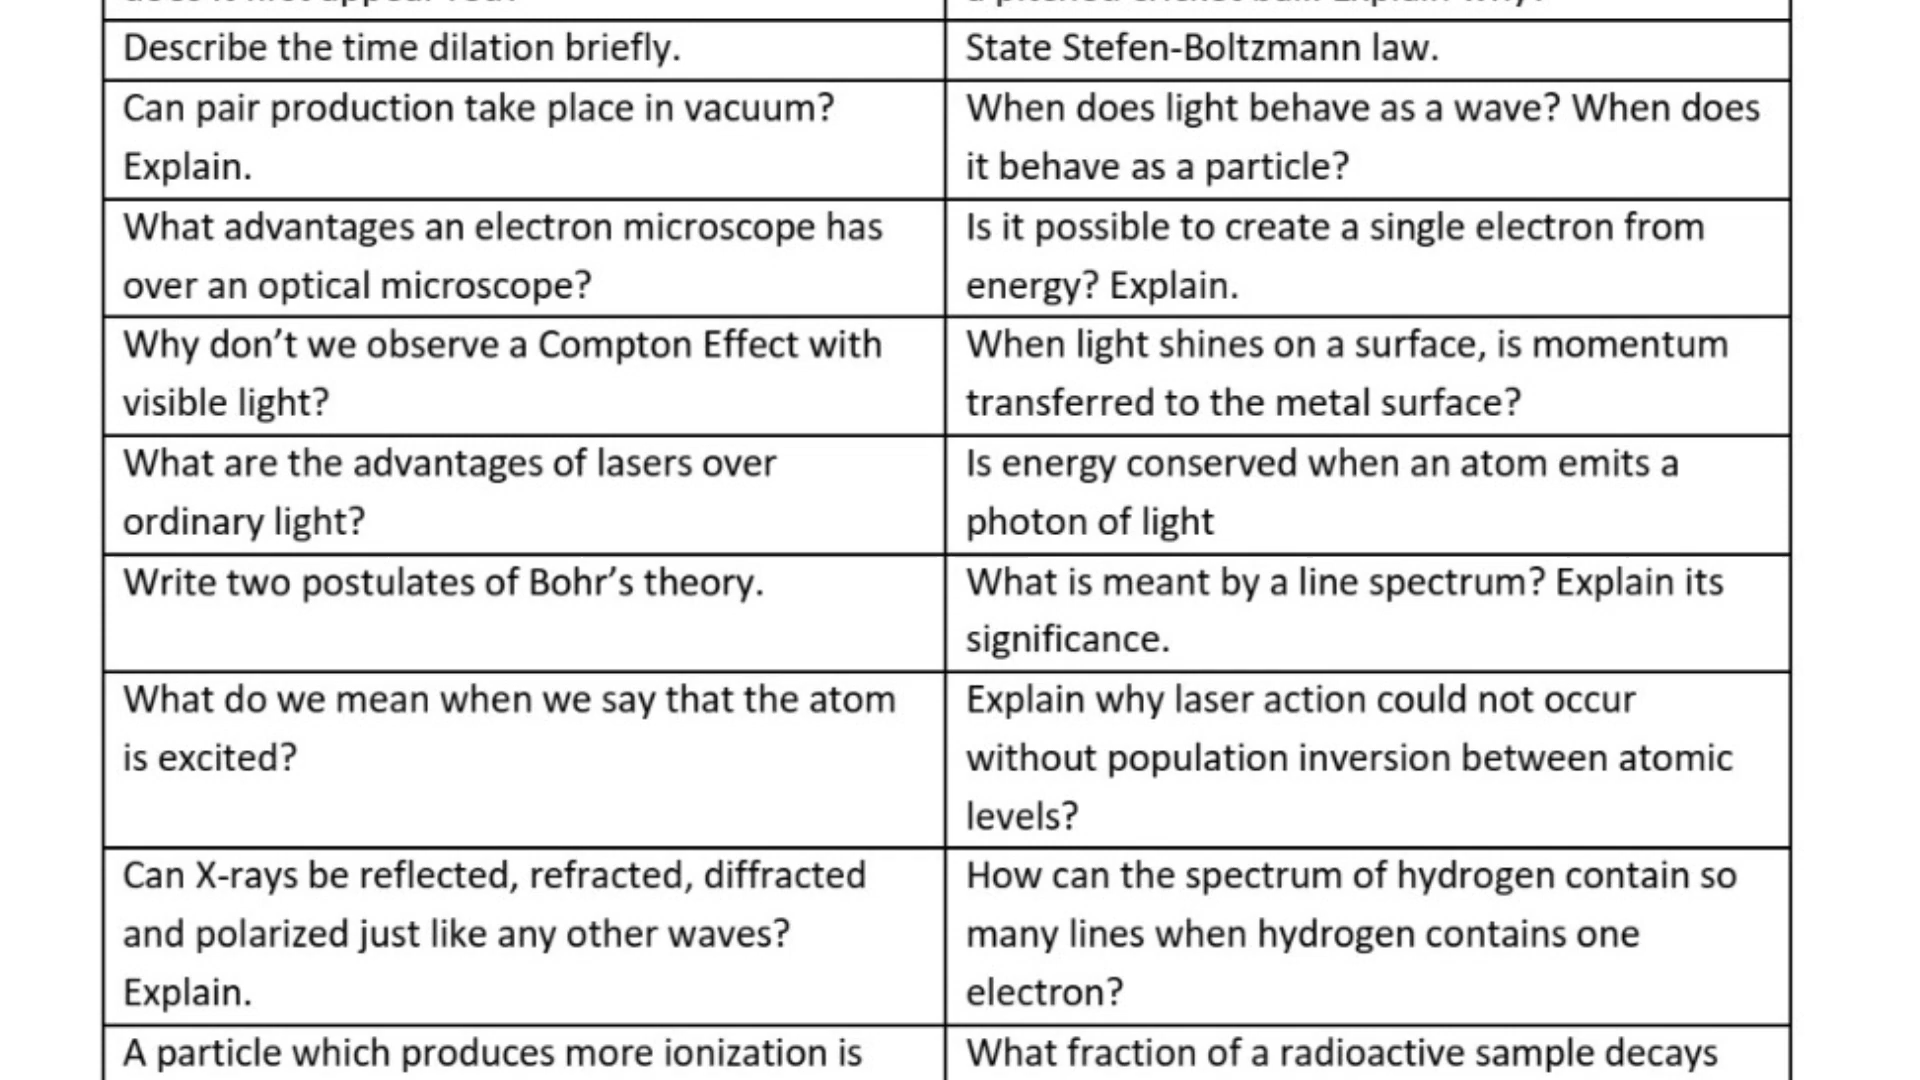 Describe the time dilation briefly.
State Stefen-Boltzmann law.
Can pair production take place in vacuum?
Explain.
When does light behave as a wave? When does
it behave as a particle?
What advantages an electron microscope has
over an optical microscope?
Is it possible to create a single electron from
energy? Explain.
Why don’t we observe a Compton Effect with
visible light?
When light shines on a surface, is momentum
transferred to the metal surface?
What are the advantages of lasers over
ordinary light?
Is energy conserved when an atom emits a
photon of light
Write two postulates of Bohr’s theory.
What is meant by a line spectrum? Explain its
significance.
What do we mean when we say that the atom
is excited?
Explain why laser action could not occur
without population inversion between atomic
levels?
Can X-rays be reflected, refracted, diffracted
and polarized just like any other waves?
Explain.
How can the spectrum of hydrogen contain so
many lines when hydrogen contains one
electron?
A particle which produces more ionization is
What fraction of a radioactive sample decays